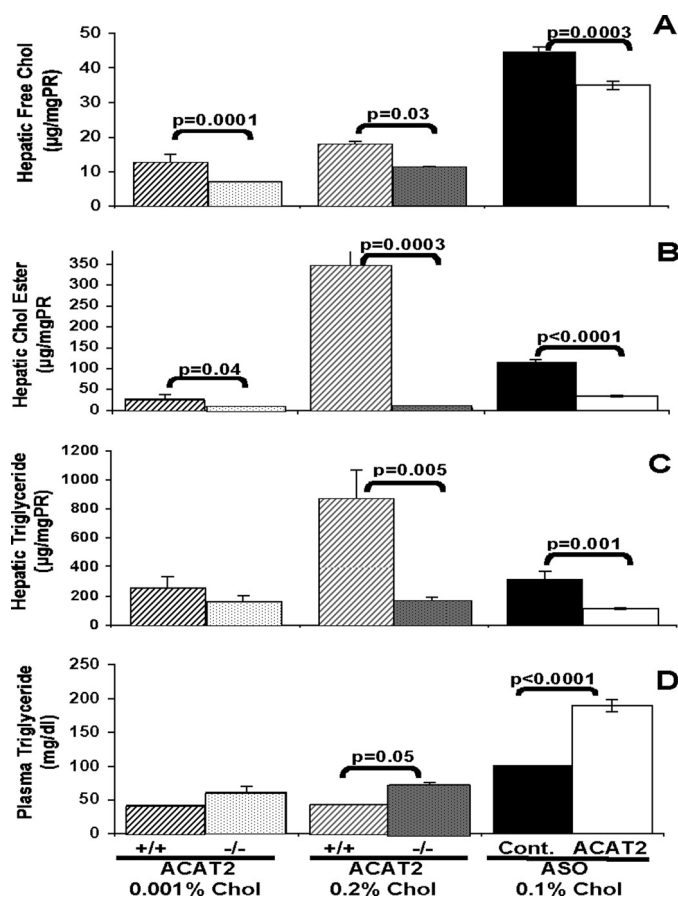 A
Hepatic Free Chol
(µg/mgPR)
50
40
30
20
10
0
p=0.0001
p=0.03
p=0.0003
B
Hepatic Chol Ester
(µg/mgPR
350
300
250
200
150
100
50
0
p=0.04
p=0.0003
p<0.0001
C
Hepatic Triglyceride
(µg/mgPR)
1200
1000
800
600
400
200
0
p=0.005
p=0.001
D
Plasma Triglyceride
(mg/dl)
250
200
150
100
50
0
p=0.05
p<0.0001
+/+ -/- +/+ -/- Cont. ACAT2
ACAT2 ACAT2 ASO
0.001% Chol 0.2% Chol 0.1% Chol